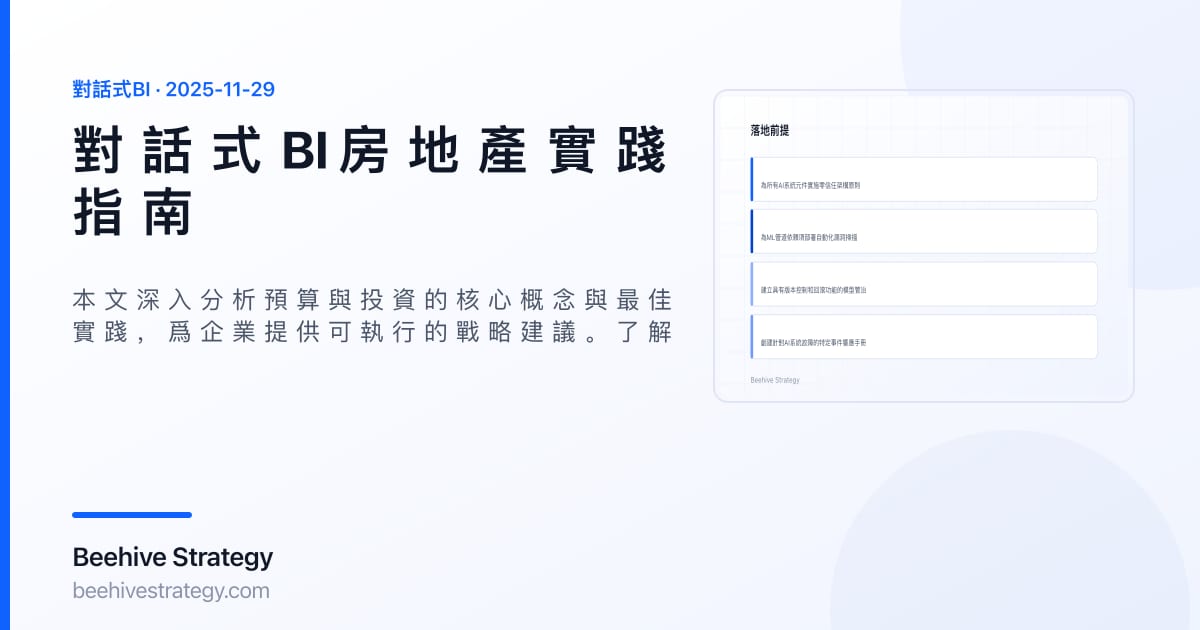 對話式BI · 2025-11-29
對話式BI房地產實踐
指南
本文深入分析預算與投資的核心概念與最佳
實踐，爲企業提供可執行的戰略建議。了解
落地前提
為所有AI系統元件實施零信任架構原則
為ML管道依賴項部署自動化漏洞掃描
建立具有版本控制和回滾功能的模型管治
創建針對AI系統故障的特定事件響應手冊
Beehive Strategy
Beehive Strategy
beehivestrategy.com